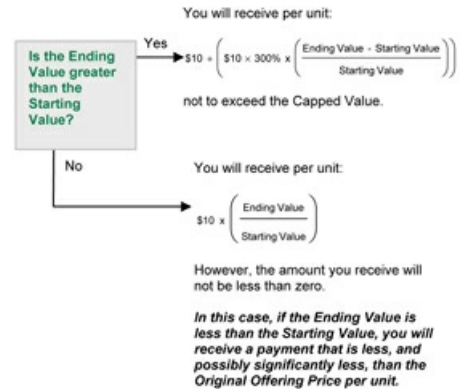 You will receive per unit:
Is the Ending
Value greater
than the
Starting
Value?
Yes
$10 + ( $10 × 300% x ( Ending Value - Starting Value
Starting Value ) )
not to exceed the Capped Value.
No
You will receive per unit:
$10 x ( Ending Value
Starting Value )
However, the amount you receive will
not be less than zero.
In this case, if the Ending Value is
less than the Starting Value, you will
receive a payment that is less, and
possibly significantly less, than the
Original Offering Price per unit.